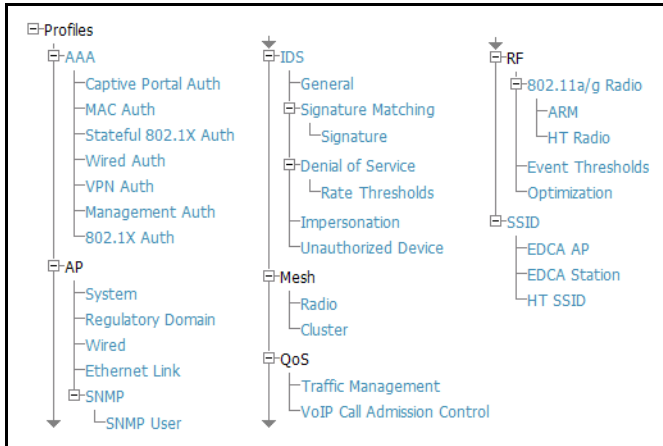 Profiles
AAA
Captive Portal Auth
MAC Auth
Stateful 802.1X Auth
Wired Auth
VPN Auth
Management Auth
802.1X Auth
AP
System
Regulatory Domain
Wired
Ethernet Link
SNMP
SNMP User
IDS
General
Signature Matching
Signature
Denial of Service
Rate Thresholds
Impersonation
Unauthorized Device
Mesh
Radio
Cluster
QoS
Traffic Management
VoIP Call Admission Control
RF
802.11a/g Radio
ARM
HT Radio
Event Thresholds
Optimization
SSID
EDCA AP
EDCA Station
HT SSID